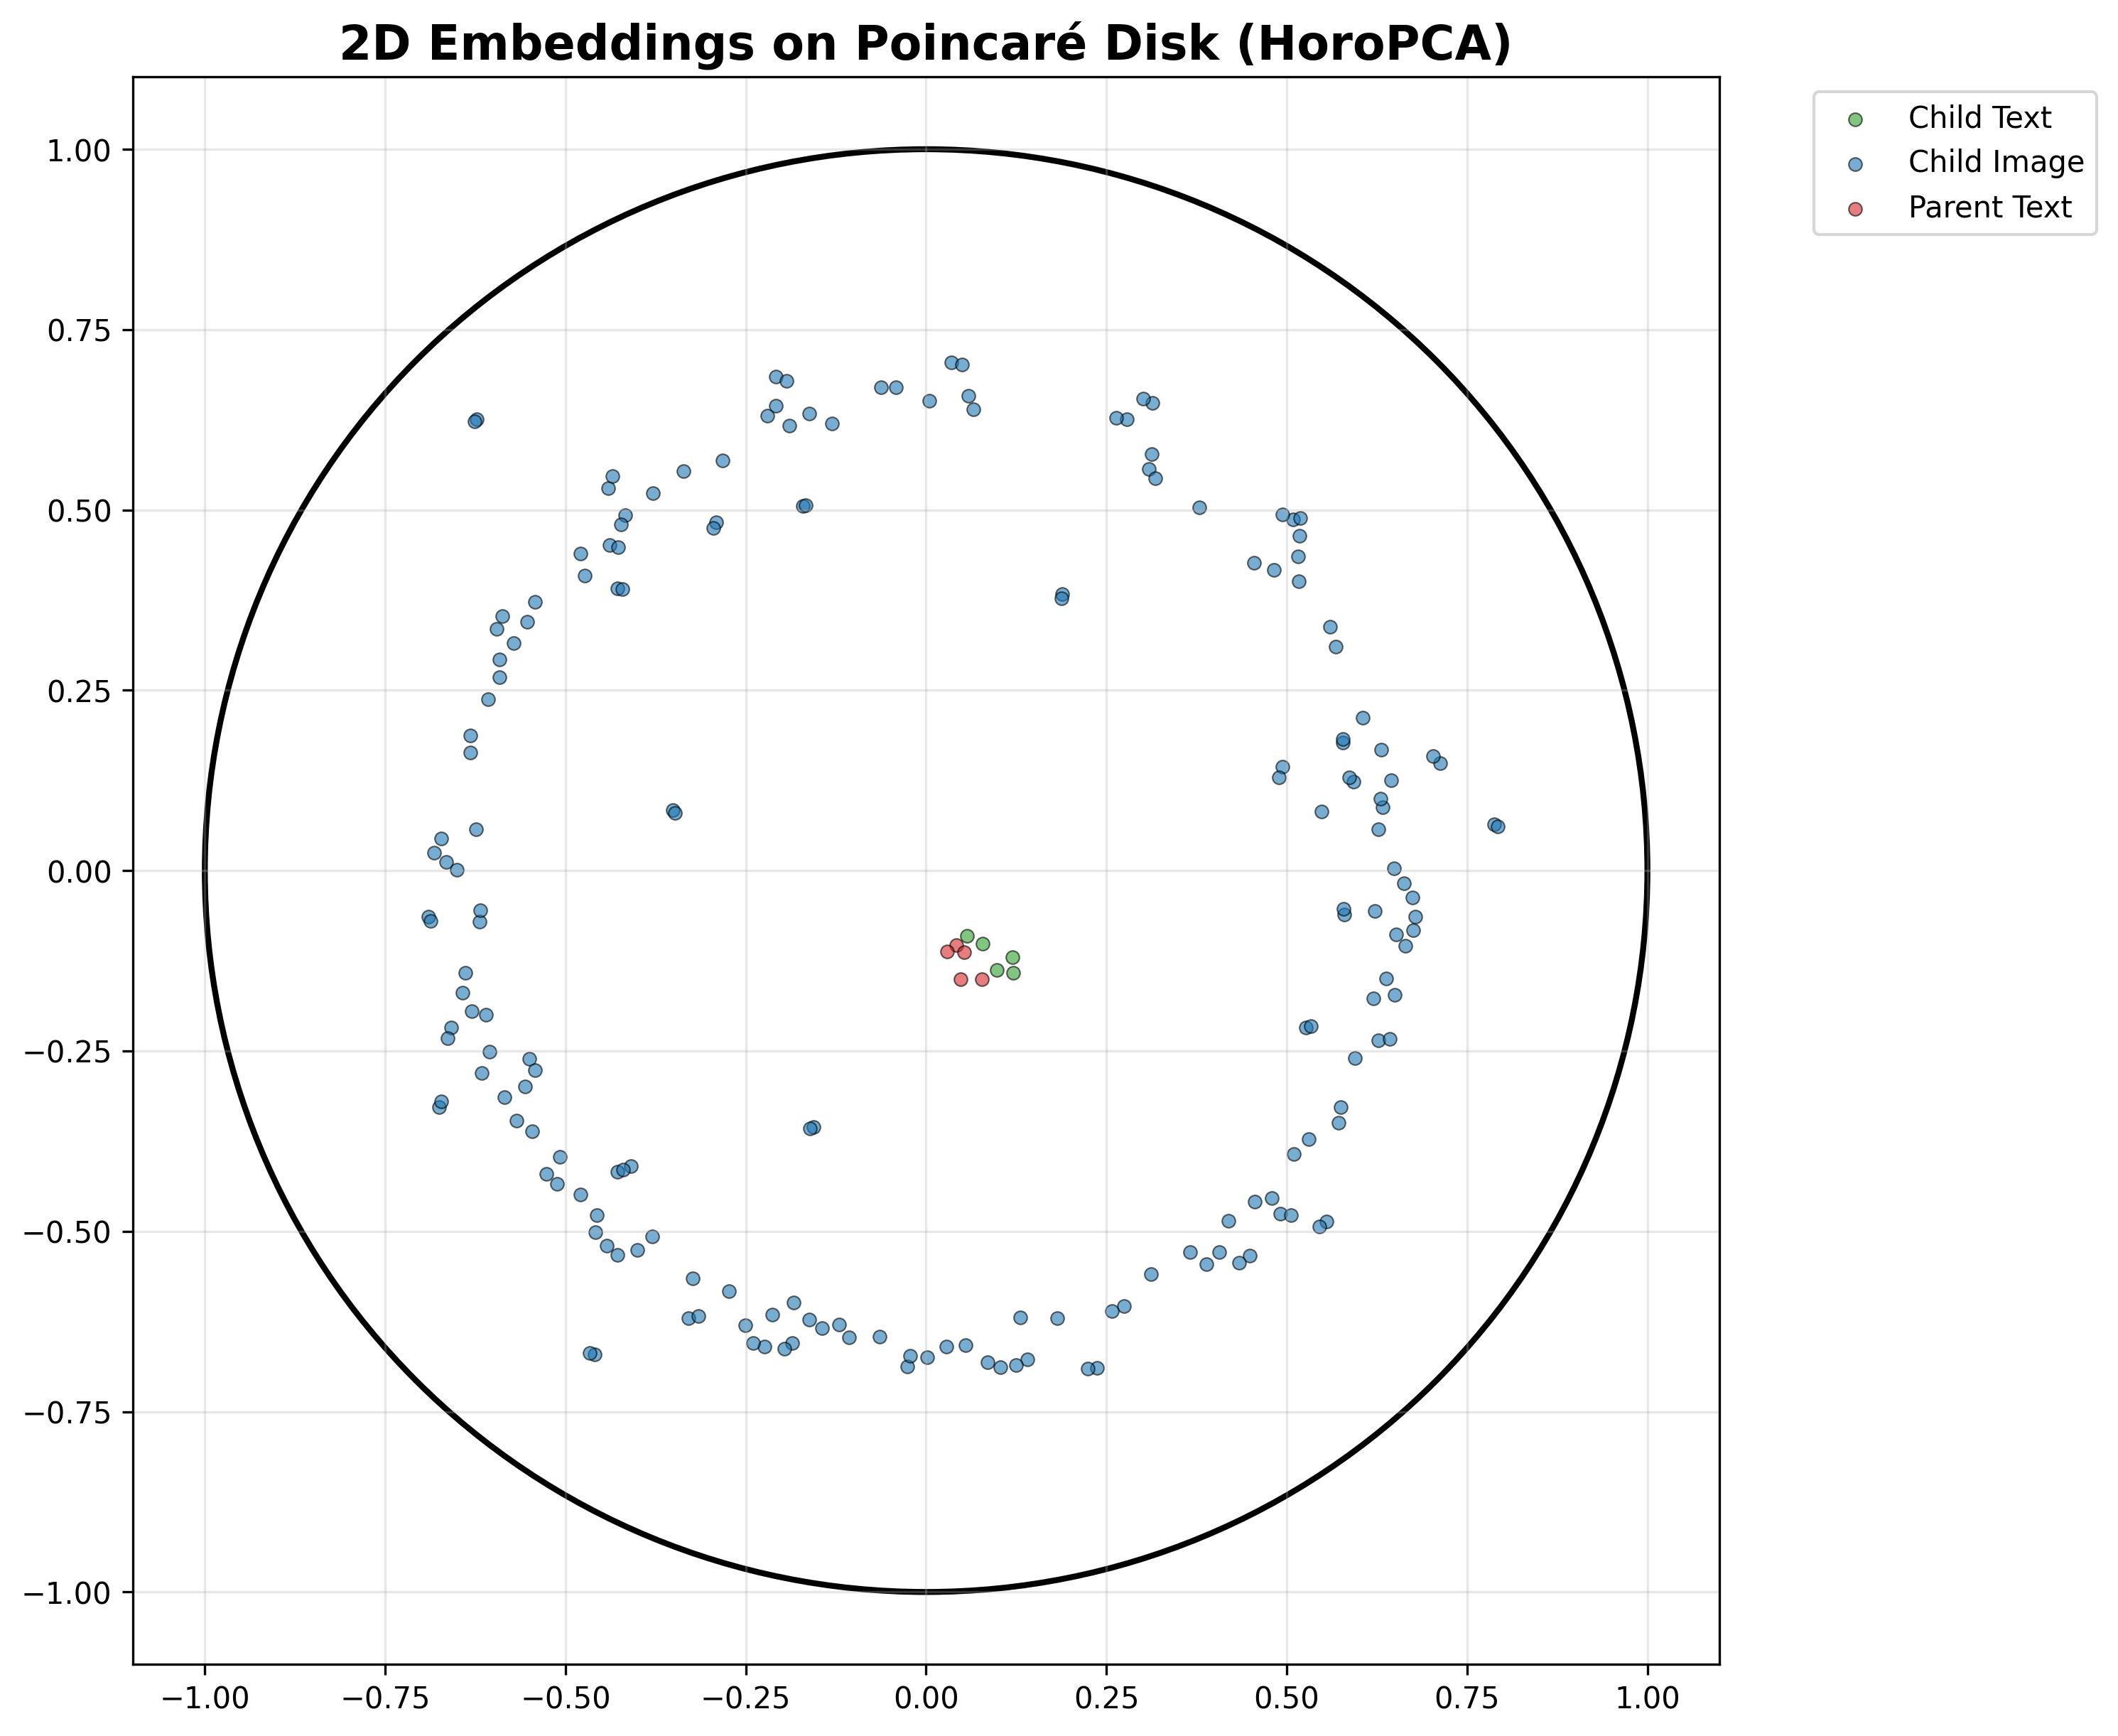 2D Embeddings on Poincaré Disk (HoroPCA)
Child Text
Child Image
Parent Text
1.00
0.75
0.50
0.25
0.00
−0.25
−0.50
−0.75
−1.00
−1.00 −0.75 −0.50 −0.25 0.00 0.25 0.50 0.75 1.00